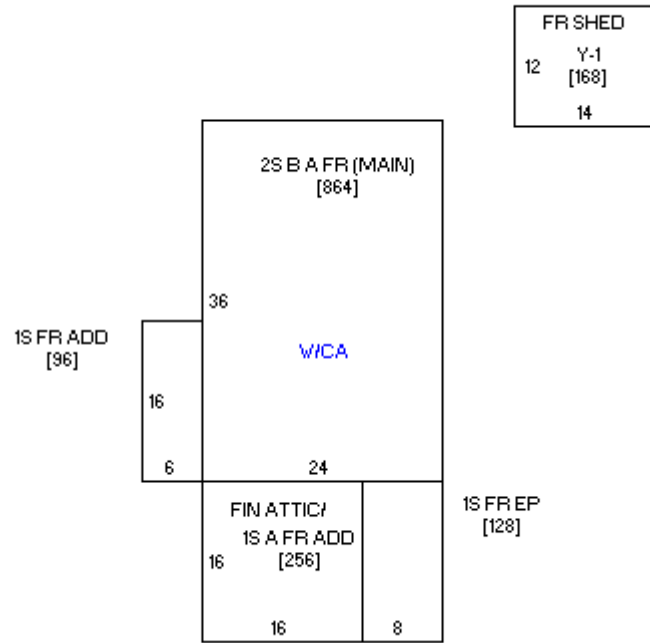 FR SHED
Y-1
12
[168]
14
2S B A FR (MAIN)
[864]
36
1S FR ADD
[96]
W/CA
16
6
24
FIN ATTIC/
1S A FR ADD
[256]
16
16
8
1S FR EP
[128]